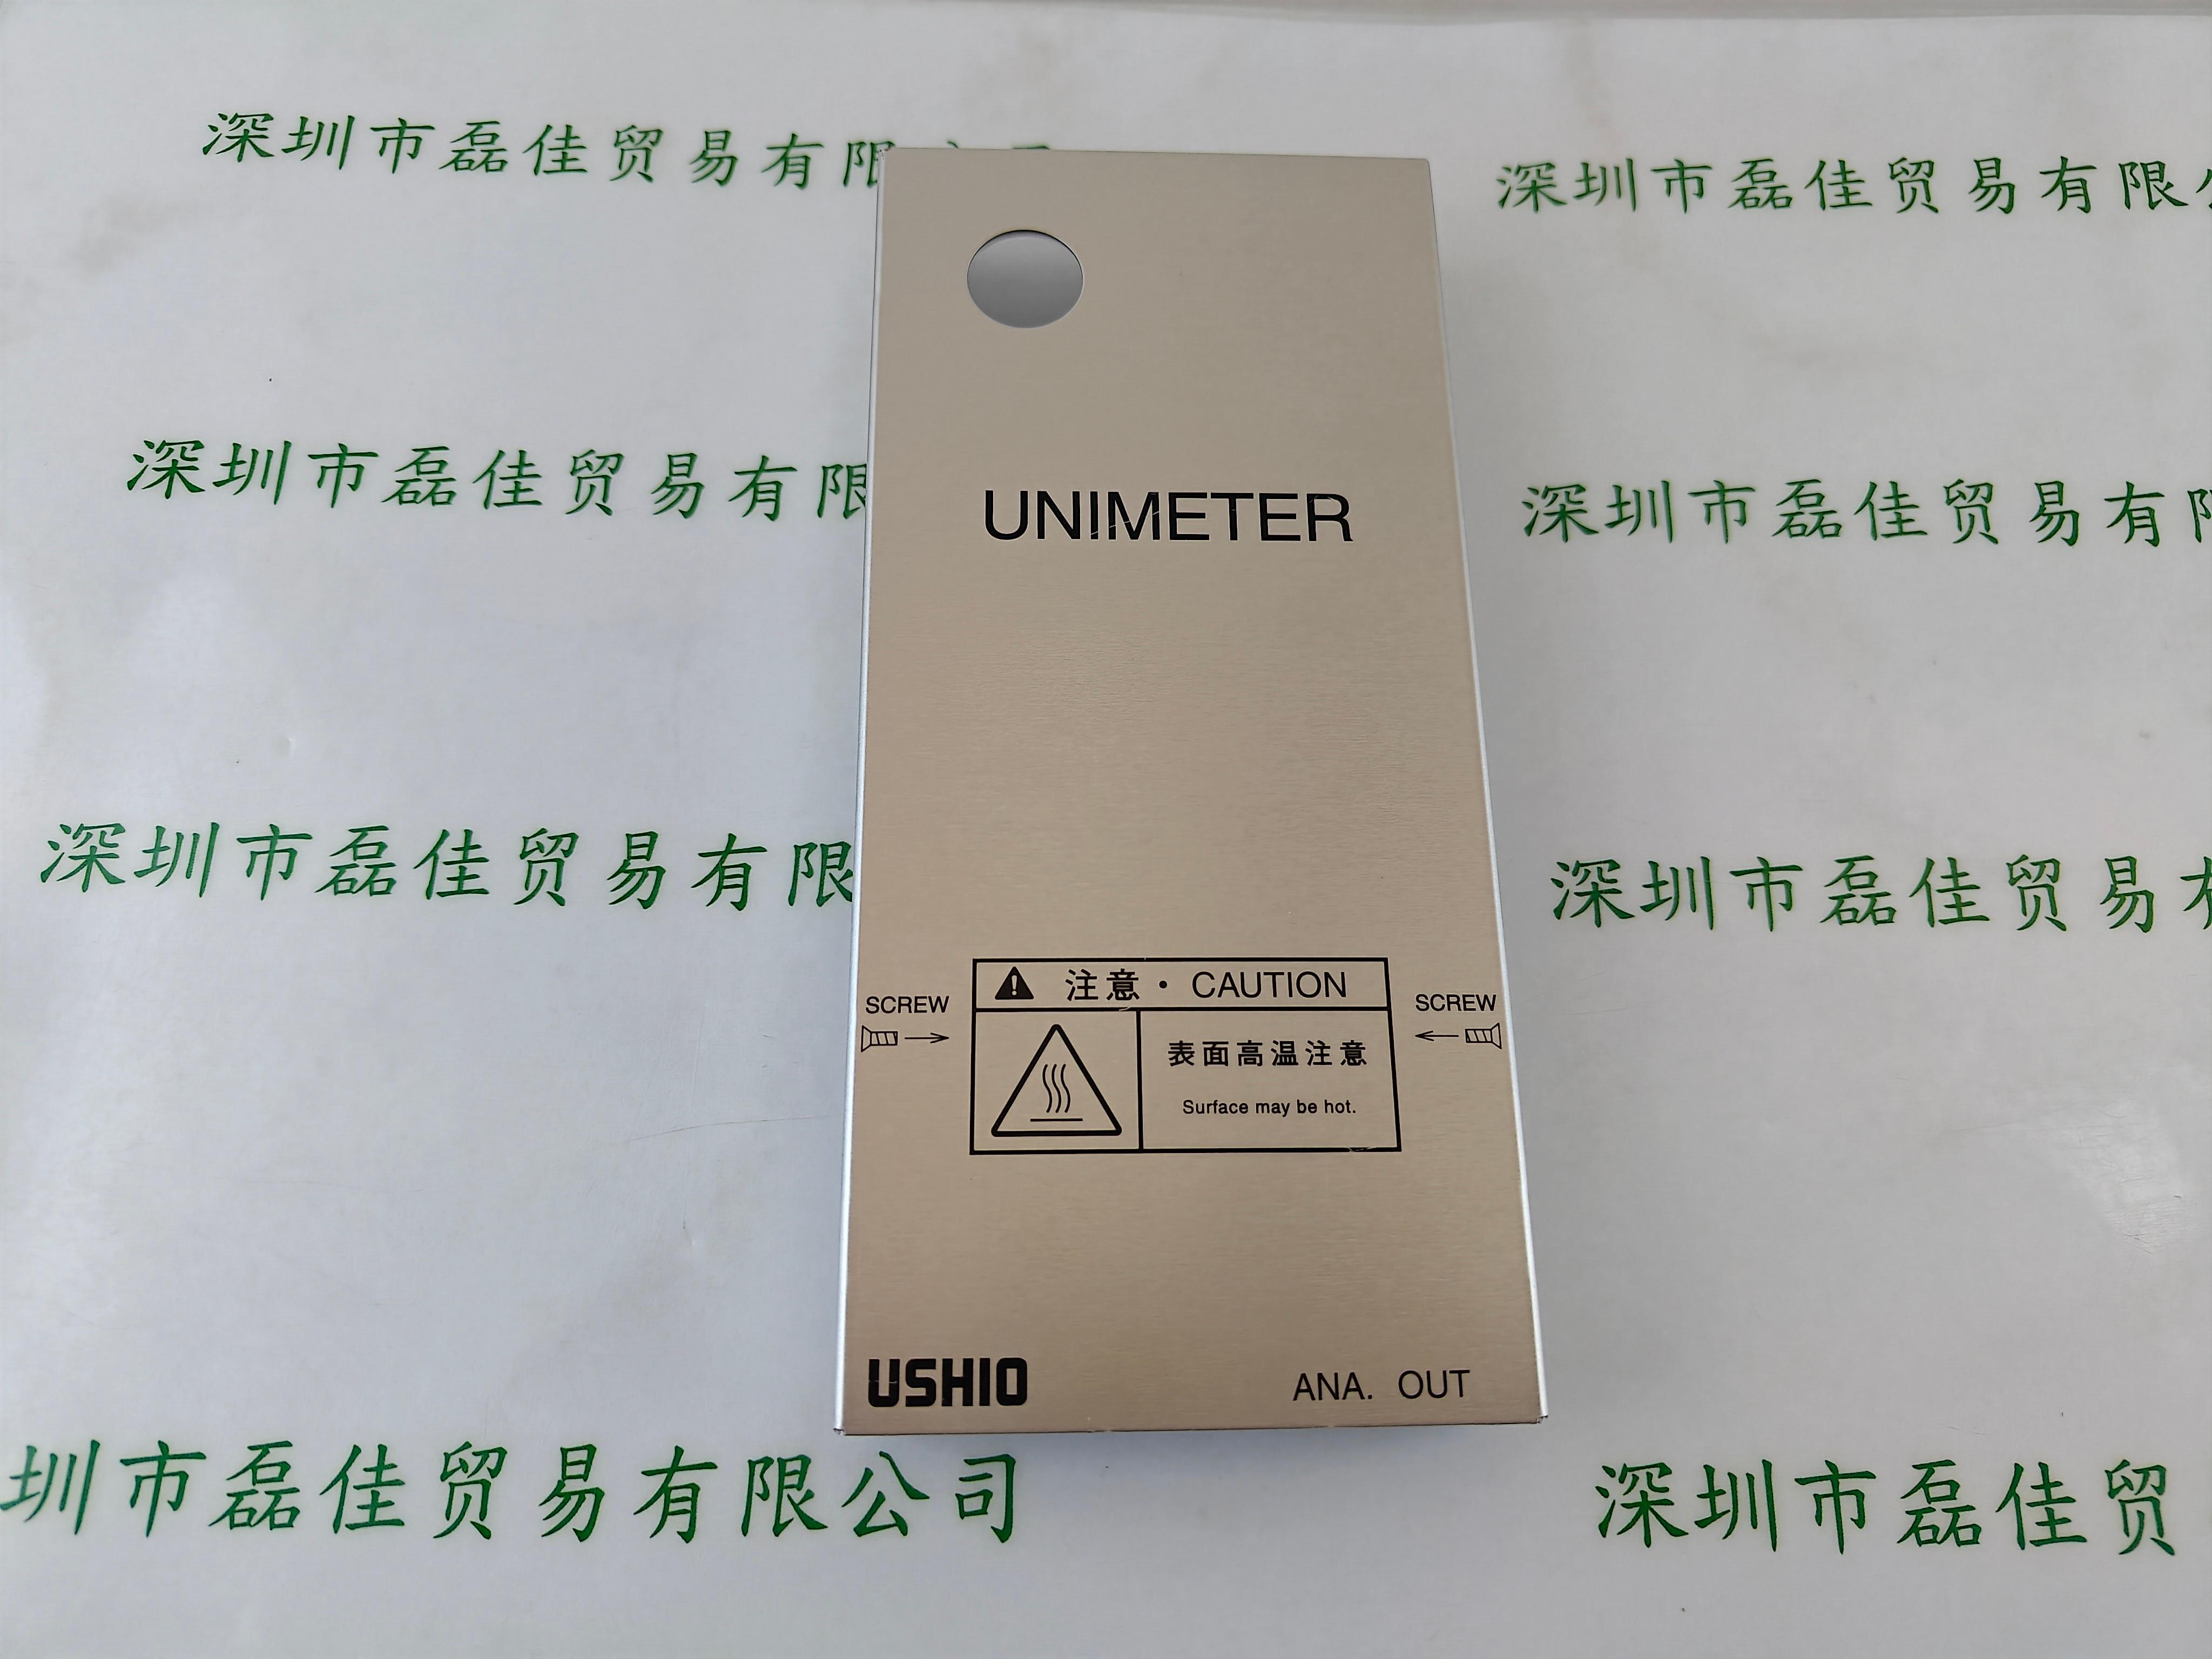 深圳市磊佳贸易有限
深圳市磊佳贸易有限
UNIMETER
深圳市磊佳贸易有限
深圳市磊佳贸易有
深圳市磊佳贸易有限
深圳市磊佳贸易
注意・CAUTION
SCREW
SCREW
表面高温注意
Surface may be hot.
USHIO
ANA. OUT
圳市磊佳贸易有限公司
深圳市磊佳贸